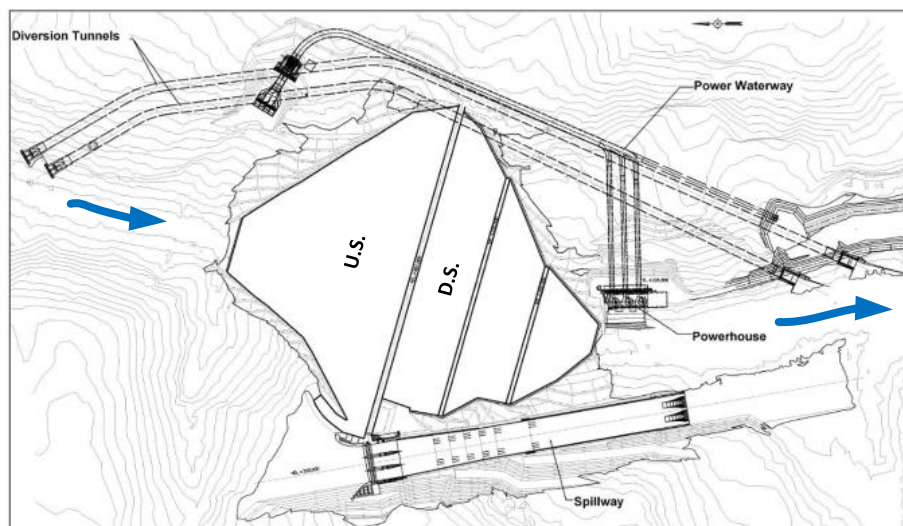 Diversion Tunnels
Power Waterway
U.S.
D.S.
Powerhouse
Spillway